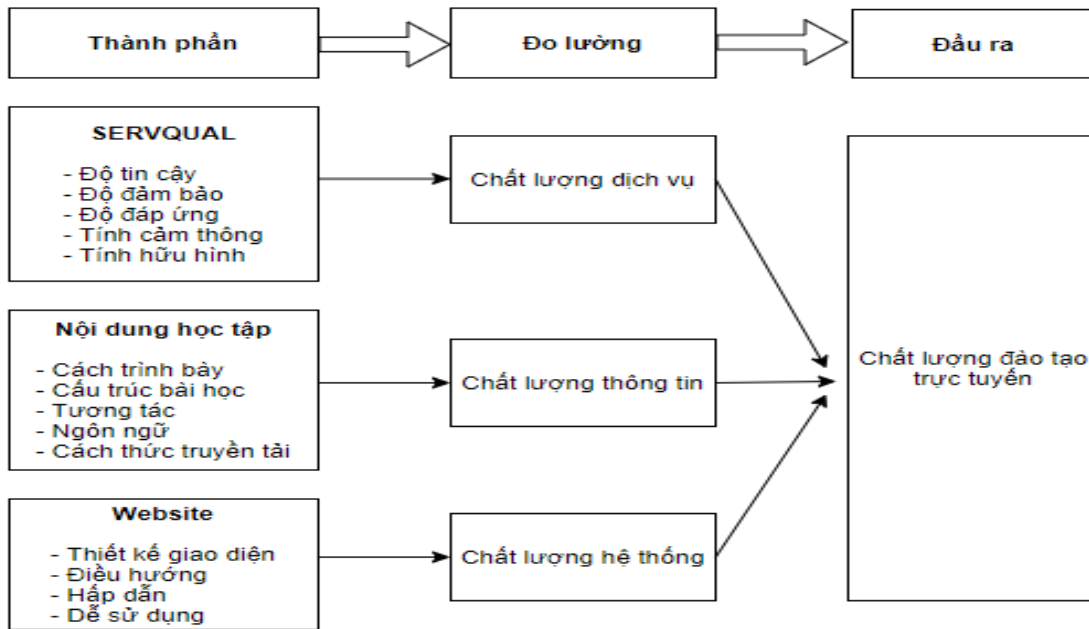 Thành phần
Đo lường
Đầu ra
SERVQUAL
- Độ tin cậy
- Độ đảm bảo
- Độ đáp ứng
- Tính cảm thông
- Tính hữu hình
Chất lượng dịch vụ
Nội dung học tập
- Cách trình bày
- Cấu trúc bài học
- Tương tác
- Ngôn ngữ
- Cách thức truyền tải
Chất lượng thông tin
Website
- Thiết kế giao diện
- Điều hướng
- Hấp dẫn
- Dễ sử dụng
Chất lượng hệ thống
Chất lượng đảo tạo
trực tuyến